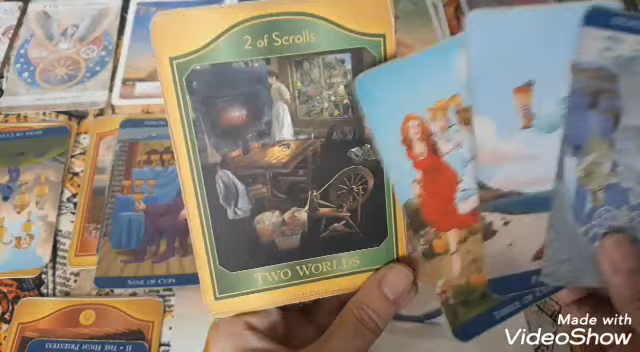 2 of Scrolls
TWO WORLDS
NINE OF CUPS
II • THE HIGH PRIESTESS
Made with
VideoShow